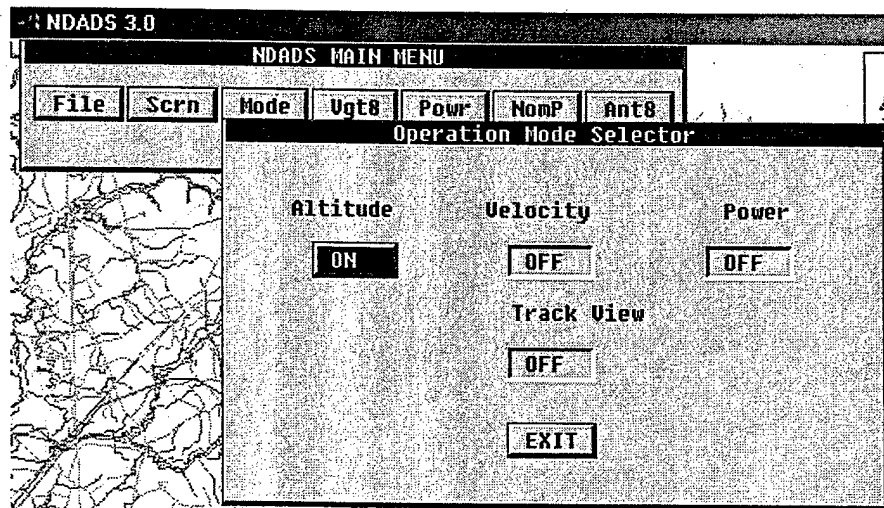 NDADS 3.0
NDADS MAIN MENU
File Scrn Mode Vgt8 Powr NomP Ant8
Operation Mode Selector
Altitude Velocity Power
ON OFF OFF
Track View
OFF
EXIT